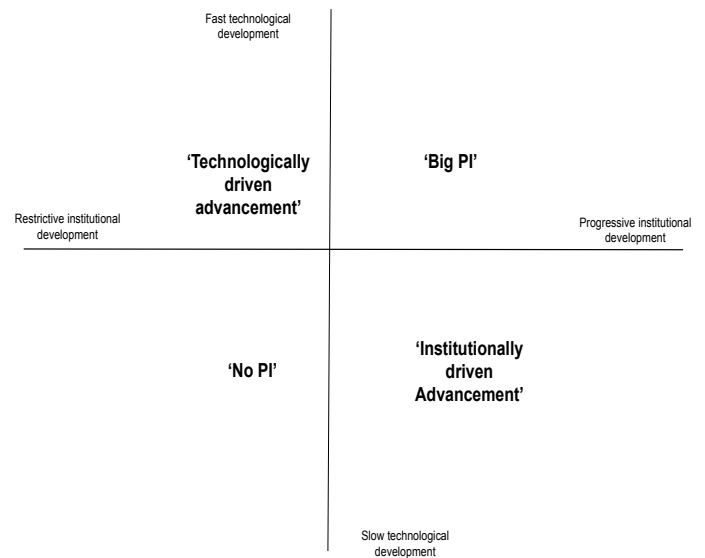 Fast technological
development
‘Technologically
driven
advancement’
‘Big PI’
Restrictive institutional
development
Progressive institutional
development
‘No PI’
‘Institutionally
driven
Advancement’
Slow technological
development